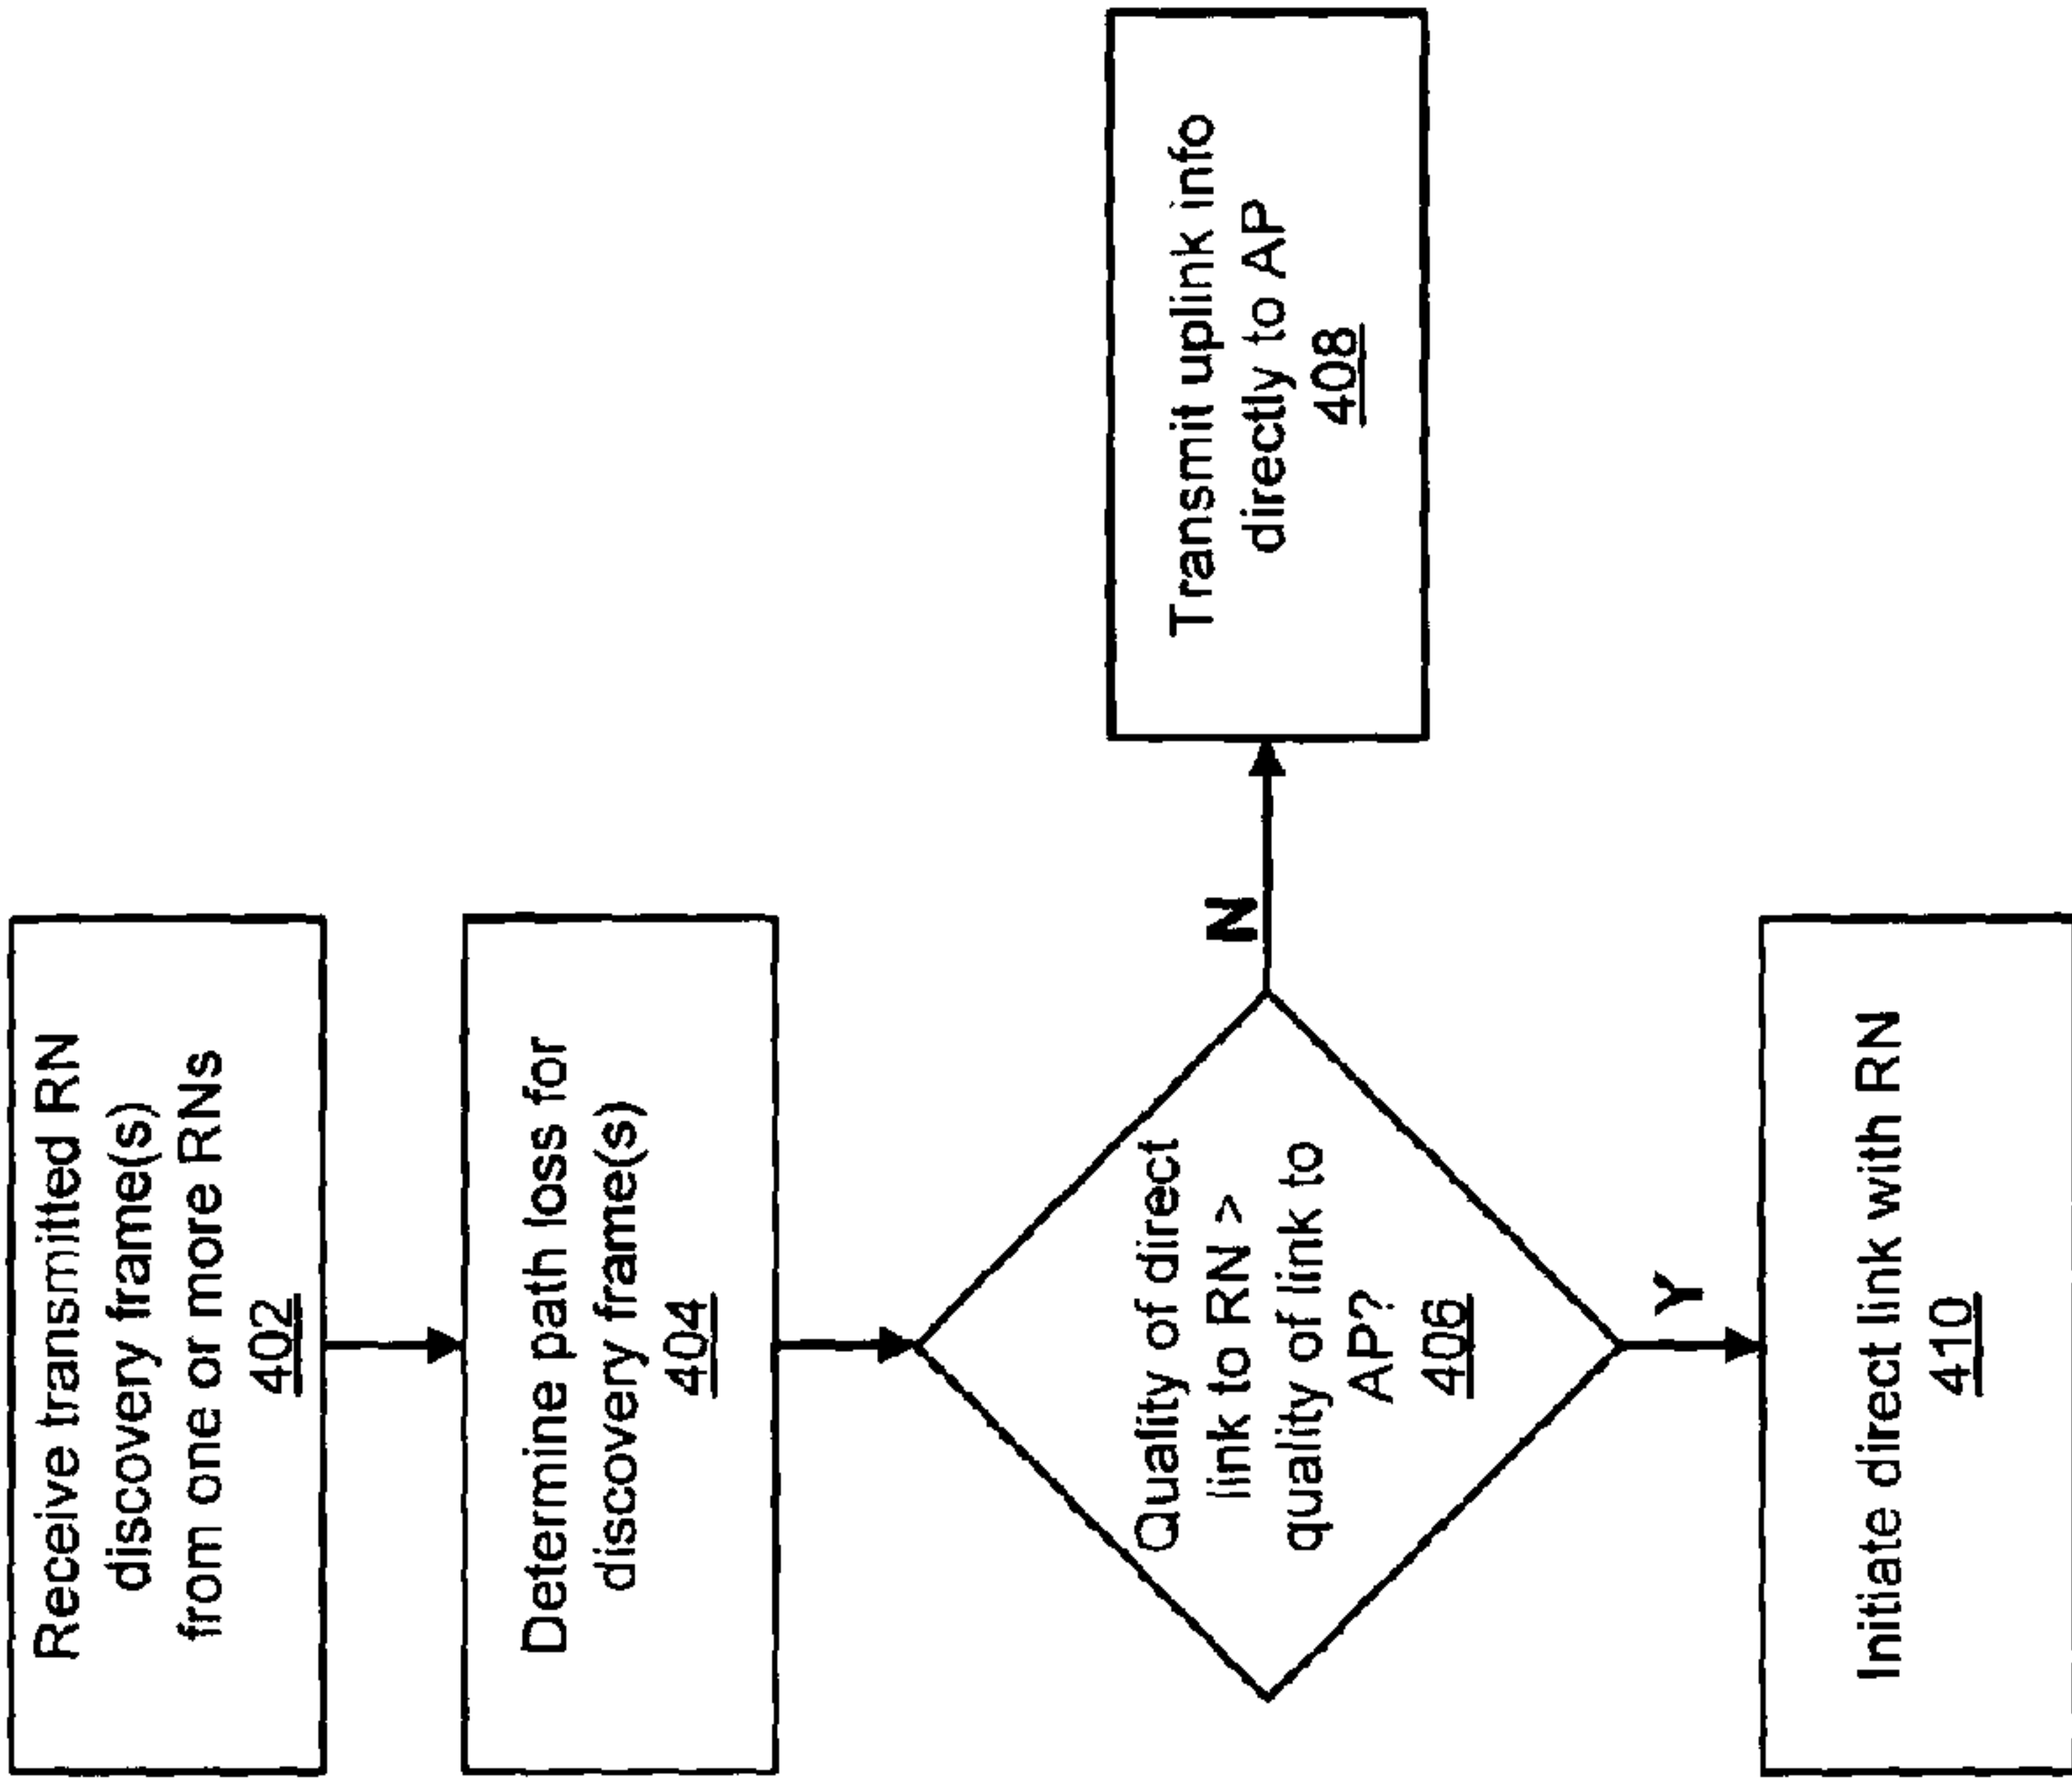 Receive transmitted RN
discovery frame(s)
from one or more RNs
402
Determine path loss for
discovery frame(s)
404
Quality of direct
link to RN >
quality of link to
AP?
406
N
Transmit uplink info
directly to AP
408
Y
Initiate direct link with RN
410